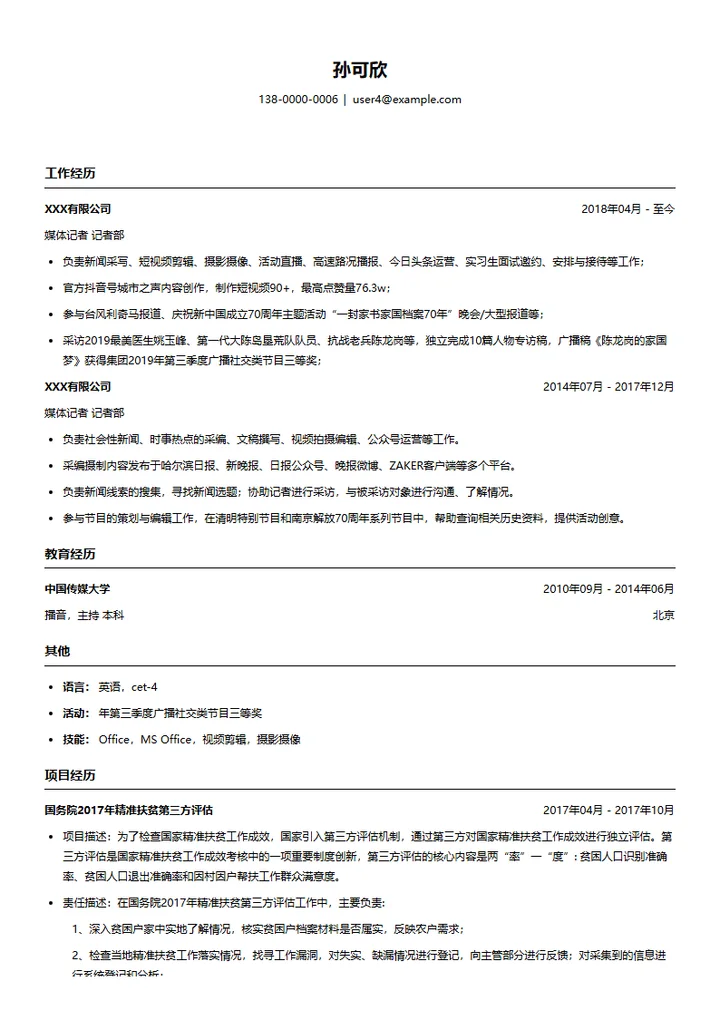 孙可欣
138-0000-0006 | user4@example.com
工作经历
XXX有限公司 2018年04月 - 至今
媒体记者 记者部
• 负责新闻采写、短视频剪辑、摄影摄像、活动直播、高速路况播报、今日头条运营、实习生面试邀约、安排与接待等工作；
• 官方抖音号城市之声内容创作，制作短视频90+，最高点赞量76.3w；
• 参与台风利奇马报道、庆祝新中国成立70周年主题活动“一封家书家国档案70年”晚会/大型报道等；
• 采访2019最美医生姚玉峰、第一代大陈岛垦荒队队员、抗战老兵陈龙岗等，独立完成10篇人物专访稿，广播稿《陈龙岗的家国
梦》获得集团2019年第三季度广播社交类节目三等奖；
XXX有限公司 2014年07月 - 2017年12月
媒体记者 记者部
• 负责社会性新闻、时事热点的采编、文稿撰写、视频拍摄编辑、公众号运营等工作。
• 采编摄制内容发布于哈尔滨日报、新晚报、日报公众号、晚报微博、ZAKER客户端等多个平台。
• 负责新闻线索的搜集，寻找新闻选题；协助记者进行采访，与被采访对象进行沟通、了解情况。
• 参与节目的策划与编辑工作，在清明特别节目和南京解放70周年系列节目中，帮助查询相关历史资料，提供活动创意。
教育经历
中国传媒大学 2010年09月 - 2014年06月
播音，主持 本科 北京
其他
• 语言： 英语，cet-4
• 活动： 年第三季度广播社交类节目三等奖
• 技能： Office，MS Office，视频剪辑，摄影摄像
项目经历
国务院2017年精准扶贫第三方评估 2017年04月 - 2017年10月
• 项目描述：为了检查国家精准扶贫工作成效，国家引入第三方评估机制，通过第三方对国家精准扶贫工作成效进行独立评估。第
三方评估是国家精准扶贫工作成效考核中的一项重要制度创新，第三方评估的核心内容是两“率”一“度”：贫困人口识别准确
率、贫困人口退出准确率和因村因户帮扶工作群众满意度。
• 责任描述：在国务院2017年精准扶贫第三方评估工作中，主要负责:
1、深入贫困户家中实地了解情况，核实贫困户档案材料是否属实，反映农户需求；
2、检查当地精准扶贫工作落实情况，找寻工作漏洞，对失实、缺漏情况进行登记，向主管部分进行反馈；对采集到的信息进
行系统登记和分析；